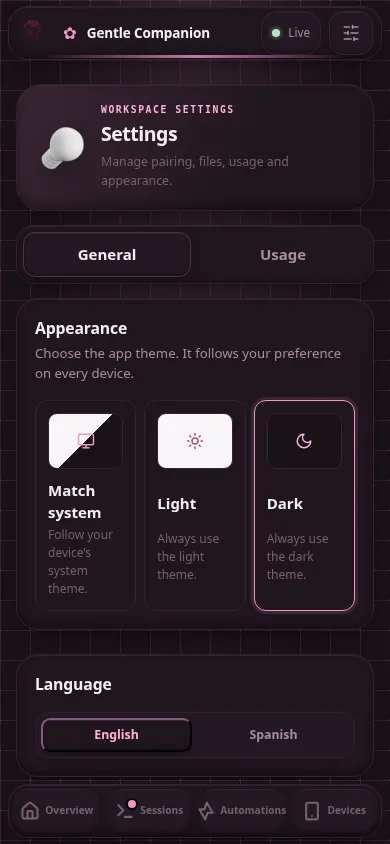 Gentle Companion
Live
WORKSPACE SETTINGS
Settings
Manage pairing, files, usage and
appearance.
General
Usage
Appearance
Choose the app theme. It follows your preference
on every device.
Match
system
Follow your
device's
system
theme.
Light
Always use
the light
theme.
Dark
Always use
the dark
theme.
Language
English
Spanish
Overview
Sessions
Automations
Devices